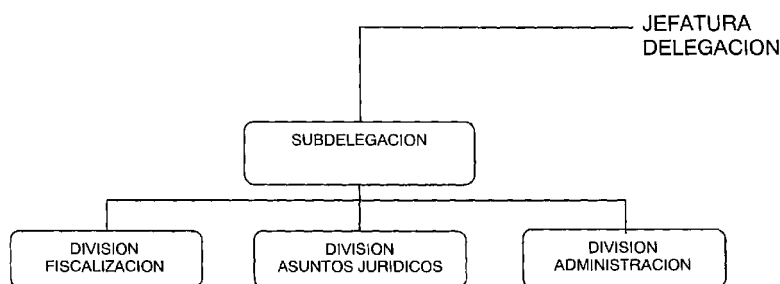 JEFATURA
DELEGACION
SUBDELEGACION
DIVISION
FISCALIZACION
DIVISION
ASUNTOS JURIDICOS
DIVISION
ADMINISTRACION